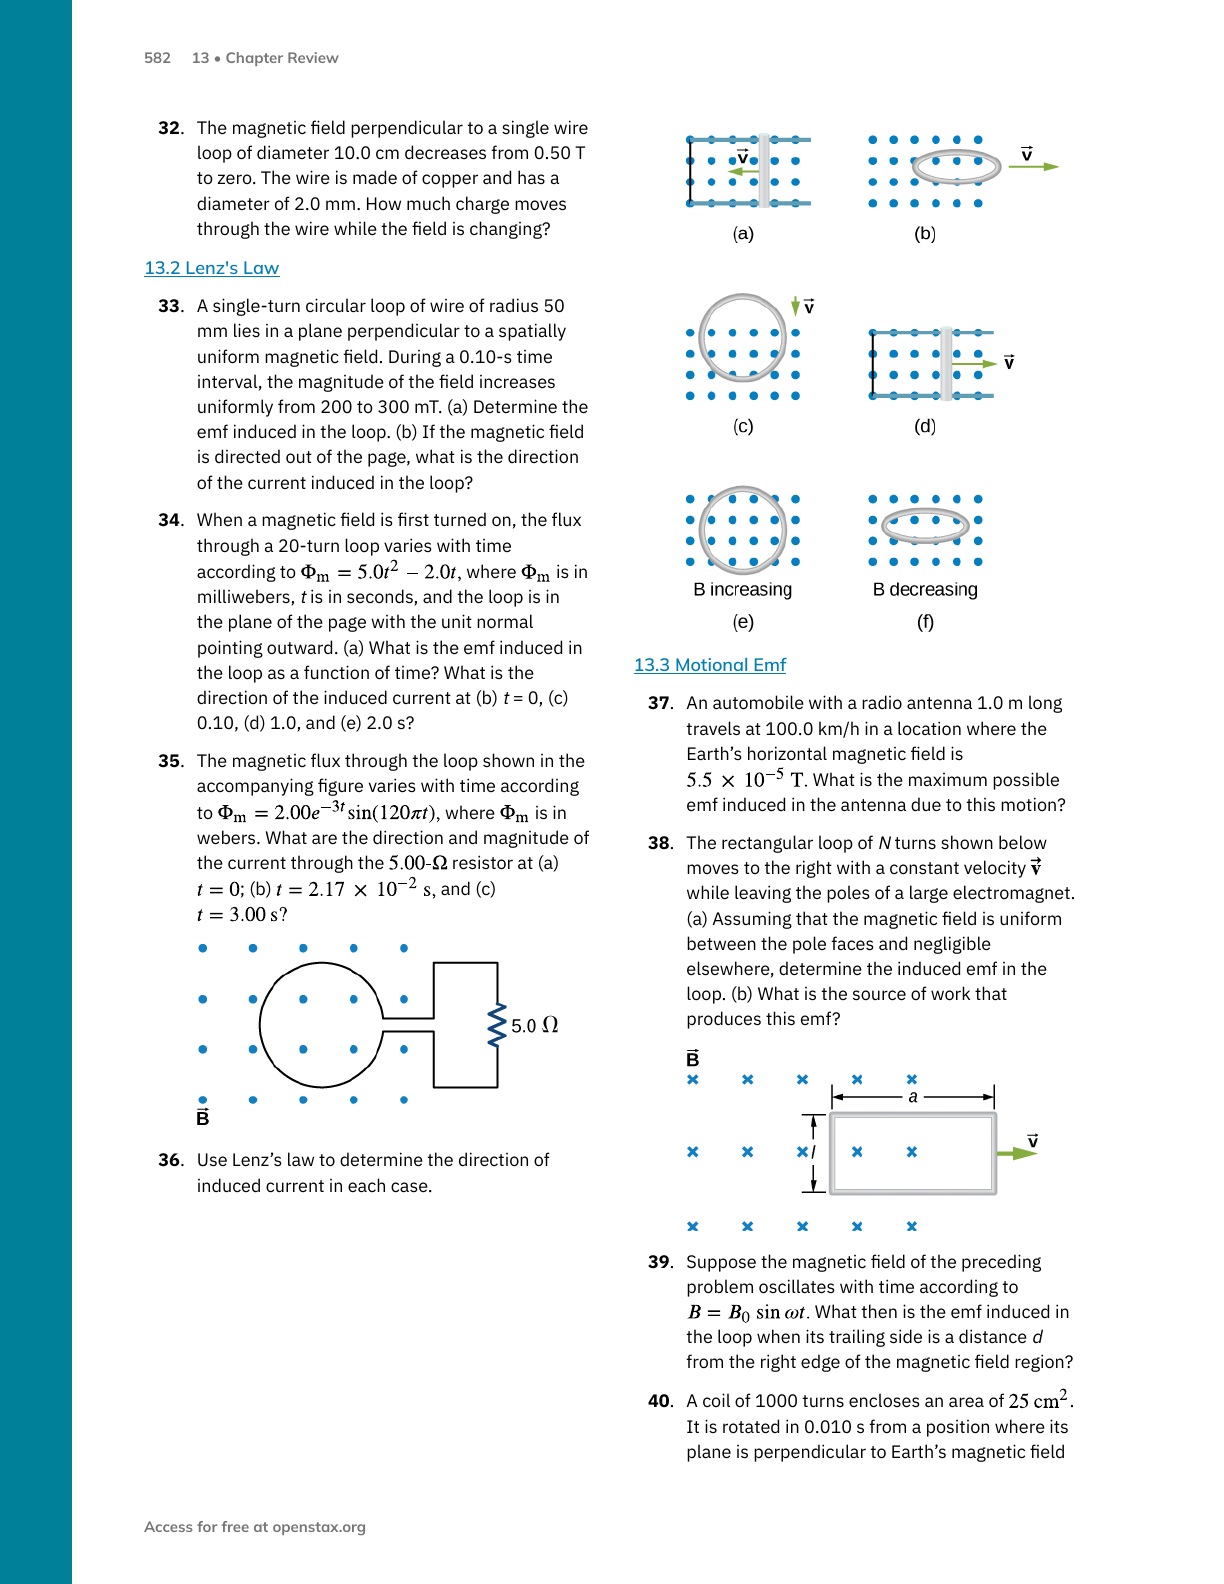 582 13 • Chapter Review
32. The magnetic field perpendicular to a single wire
loop of diameter 10.0 cm decreases from 0.50 T
to zero. The wire is made of copper and has a
diameter of 2.0 mm. How much charge moves
through the wire while the field is changing?
13.2 Lenz's Law
33. A single-turn circular loop of wire of radius 50
mm lies in a plane perpendicular to a spatially
uniform magnetic field. During a 0.10-s time
interval, the magnitude of the field increases
uniformly from 200 to 300 mT. (a) Determine the
emf induced in the loop. (b) If the magnetic field
is directed out of the page, what is the direction
of the current induced in the loop?
34. When a magnetic field is first turned on, the flux
through a 20-turn loop varies with time
according to Φm = 5.0t² – 2.0t, where Φm is in
milliwebers, t is in seconds, and the loop is in
the plane of the page with the unit normal
pointing outward. (a) What is the emf induced in
the loop as a function of time? What is the
direction of the induced current at (b) t = 0, (c)
0.10, (d) 1.0, and (e) 2.0 s?
35. The magnetic flux through the loop shown in the
accompanying figure varies with time according
to Φm = 2.00e⁻³ᵗ sin(120πt), where Φm is in
webers. What are the direction and magnitude of
the current through the 5.00-Ω resistor at (a)
t = 0; (b) t = 2.17 × 10⁻² s, and (c)
t = 3.00 s?
5.0 Ω
B⃗
36. Use Lenz’s law to determine the direction of
induced current in each case.
v⃗
v⃗
(a)
(b)
v⃗
v⃗
(c)
(d)
B increasing
B decreasing
(e)
(f)
13.3 Motional Emf
37. An automobile with a radio antenna 1.0 m long
travels at 100.0 km/h in a location where the
Earth’s horizontal magnetic field is
5.5 × 10⁻⁵ T. What is the maximum possible
emf induced in the antenna due to this motion?
38. The rectangular loop of N turns shown below
moves to the right with a constant velocity v⃗
while leaving the poles of a large electromagnet.
(a) Assuming that the magnetic field is uniform
between the pole faces and negligible
elsewhere, determine the induced emf in the
loop. (b) What is the source of work that
produces this emf?
B⃗
a
l
v⃗
39. Suppose the magnetic field of the preceding
problem oscillates with time according to
B = B₀ sin ωt. What then is the emf induced in
the loop when its trailing side is a distance d
from the right edge of the magnetic field region?
40. A coil of 1000 turns encloses an area of 25 cm².
It is rotated in 0.010 s from a position where its
plane is perpendicular to Earth’s magnetic field
Access for free at openstax.org